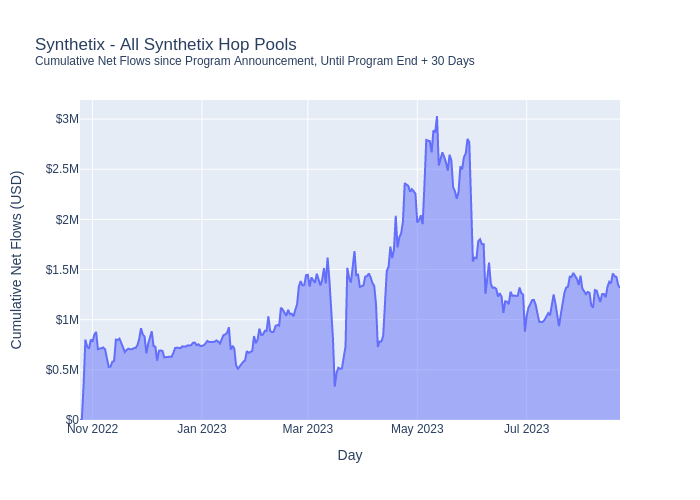 Synthetix - All Synthetix Hop Pools
Cumulative Net Flows since Program Announcement, Until Program End + 30 Days
Cumulative Net Flows (USD)
$3M
$2.5M
$2M
$1.5M
$1M
$0.5M
$0
Nov 2022 Jan 2023 Mar 2023 May 2023 Jul 2023
Day